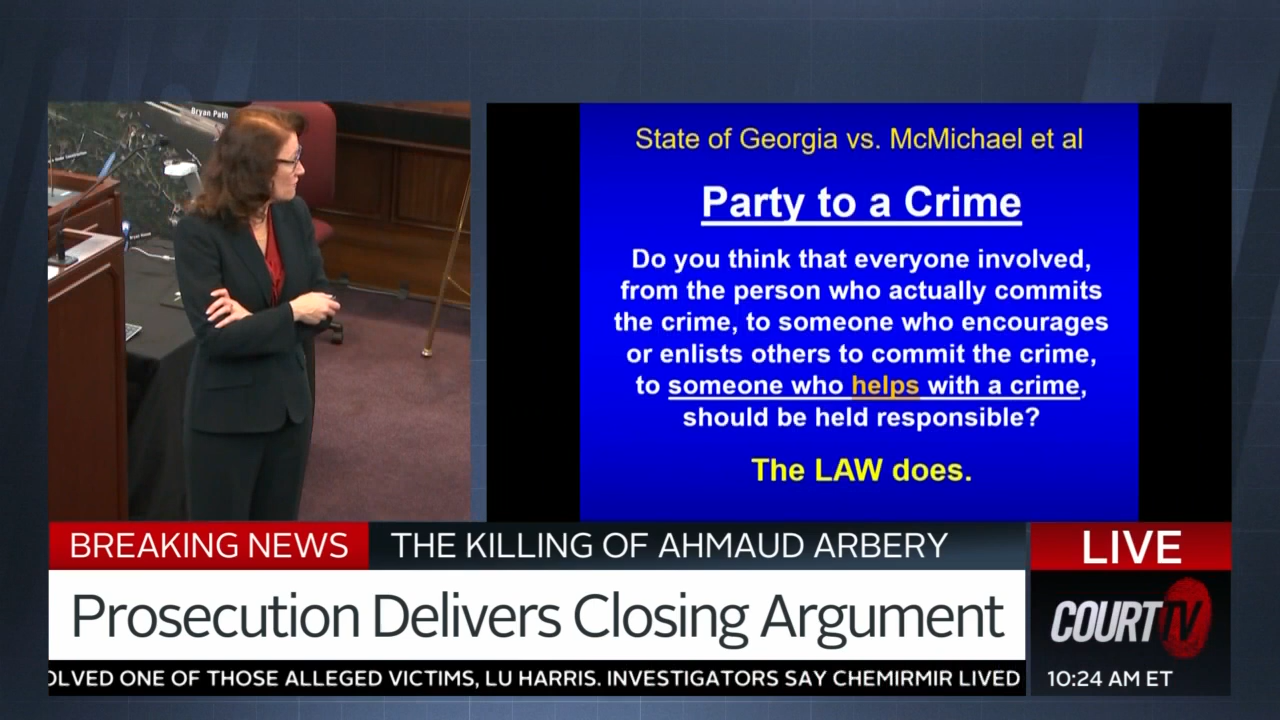 Bryan Path
State of Georgia vs. McMichael et al
Party to a Crime
Do you think that everyone involved,
from the person who actually commits
the crime, to someone who encourages
or enlists others to commit the crime,
to someone who helps with a crime,
should be held responsible?
The LAW does.
BREAKING NEWS
THE KILLING OF AHMAUD ARBERY
LIVE
Prosecution Delivers Closing Argument
COURT TV
OLVED ONE OF THOSE ALLEGED VICTIMS, LU HARRIS. INVESTIGATORS SAY CHEMIRMIR LIVED
10:24 AM ET